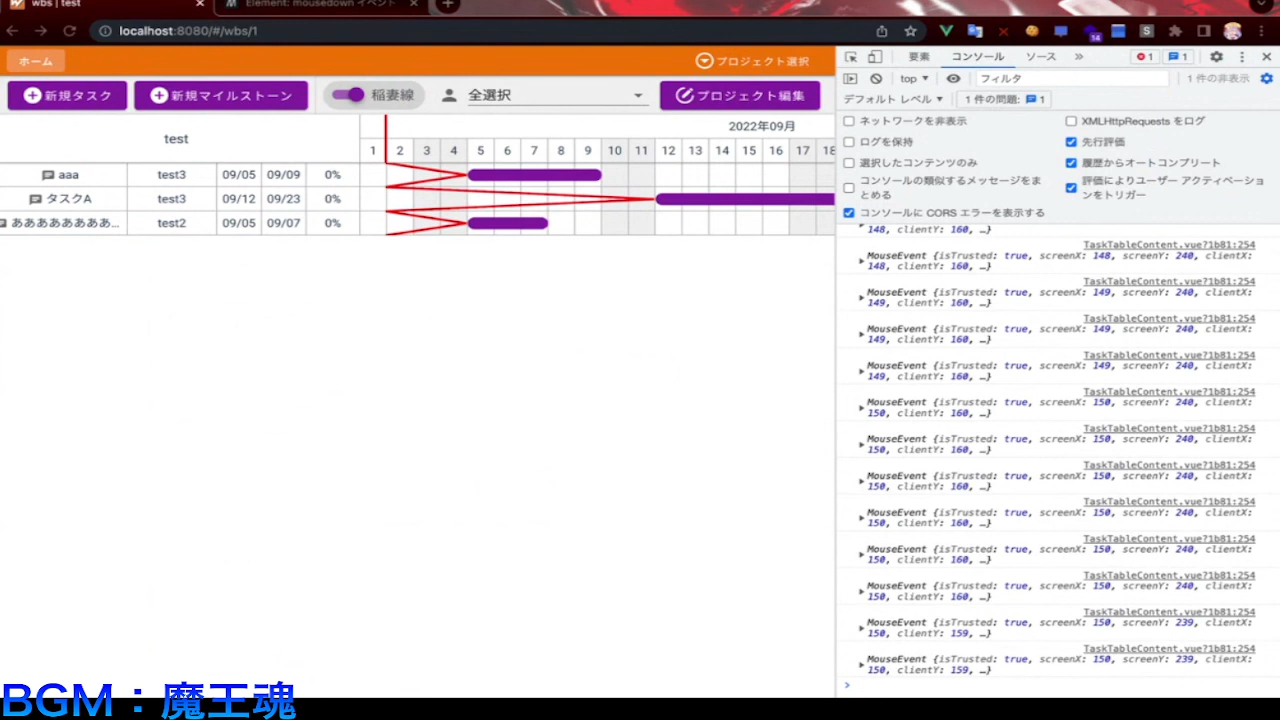 wbs | test
Element: mousedown イベント
localhost:8080/#/wbs/1
14
S
ホーム
プロジェクト選択
新規タスク
新規マイルストーン
稲妻線
全選択
プロジェクト編集
test
2022年09月
1 2 3 4 5 6 7 8 9 10 11 12 13 14 15 16 17 18
aaa test3 09/05 09/09 0%
タスクA test3 09/12 09/23 0%
ああああああああ... test2 09/05 09/07 0%
要素 コンソール ソース » 1 1
top フィルタ 1 件の非表示
デフォルト レベル 1 件の問題: 1
ネットワークを非表示 XMLHttpRequests をログ
ログを保持 先行評価
選択したコンテンツのみ 履歴からオートコンプリート
コンソールの類似するメッセージをまとめる 評価によりユーザー アクティベーションをトリガー
コンソールに CORS エラーを表示する
148, clientY: 160, …}
TaskTableContent.vue?1b81:254
MouseEvent {isTrusted: true, screenX: 148, screenY: 240, clientX:
148, clientY: 160, …}
TaskTableContent.vue?1b81:254
MouseEvent {isTrusted: true, screenX: 149, screenY: 240, clientX:
149, clientY: 160, …}
TaskTableContent.vue?1b81:254
MouseEvent {isTrusted: true, screenX: 149, screenY: 240, clientX:
149, clientY: 160, …}
TaskTableContent.vue?1b81:254
MouseEvent {isTrusted: true, screenX: 149, screenY: 240, clientX:
149, clientY: 160, …}
TaskTableContent.vue?1b81:254
MouseEvent {isTrusted: true, screenX: 150, screenY: 240, clientX:
150, clientY: 160, …}
TaskTableContent.vue?1b81:254
MouseEvent {isTrusted: true, screenX: 150, screenY: 240, clientX:
150, clientY: 160, …}
TaskTableContent.vue?1b81:254
MouseEvent {isTrusted: true, screenX: 150, screenY: 240, clientX:
150, clientY: 160, …}
TaskTableContent.vue?1b81:254
MouseEvent {isTrusted: true, screenX: 150, screenY: 240, clientX:
150, clientY: 160, …}
TaskTableContent.vue?1b81:254
MouseEvent {isTrusted: true, screenX: 150, screenY: 240, clientX:
150, clientY: 160, …}
TaskTableContent.vue?1b81:254
MouseEvent {isTrusted: true, screenX: 150, screenY: 240, clientX:
150, clientY: 160, …}
TaskTableContent.vue?1b81:254
MouseEvent {isTrusted: true, screenX: 150, screenY: 239, clientX:
150, clientY: 159, …}
TaskTableContent.vue?1b81:254
MouseEvent {isTrusted: true, screenX: 150, screenY: 239, clientX:
150, clientY: 159, …}
BGM：魔王魂